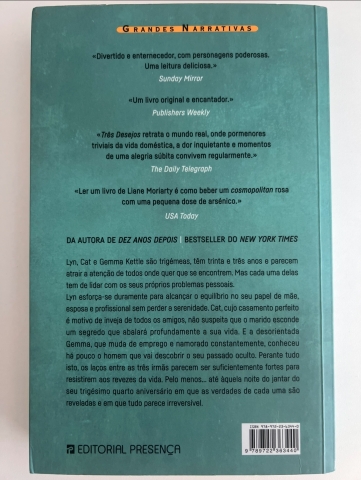 GRANDES NARRATIVAS
«Divertido e enternecedor, com personagens poderosas.
Uma leitura deliciosa.»
Sunday Mirror
«Um livro original e encantador.»
Publishers Weekly
«Três Desejos retrata o mundo real, onde pormenores
triviais da vida doméstica, a dor inquietante e momentos
de uma alegria súbita convivem regularmente.»
The Daily Telegraph
«Ler um livro de Liane Moriarty é como beber um cosmopolitan rosa
com uma pequena dose de arsénico.»
USA Today
DA AUTORA DE DEZ ANOS DEPOIS | BESTSELLER DO NEW YORK TIMES
Lyn, Cat e Gemma Kettle são trigémeas, têm trinta e três anos e parecem
atrair a atenção de todos onde quer que se encontrem. Mas cada uma delas
tem de lidar com os seus próprios problemas pessoais.
Lyn esforça-se duramente para alcançar o equilíbrio no seu papel de mãe,
esposa e profissional sem perder a serenidade. Cat, cujo casamento perfeito
é motivo de inveja de todos os amigos, não suspeita que o marido esconde
um segredo que abalará profundamente a sua vida. E a desorientada
Gemma, que muda de emprego e namorado constantemente, conheceu
há pouco o homem que vai descobrir o seu passado oculto. Perante tudo
isto, os laços entre as três irmãs parecem ser suficientemente fortes para
resistirem aos revezes da vida. Pelo menos... até àquela noite do jantar do
seu trigésimo quarto aniversário em que as verdades de cada uma são
reveladas e em que tudo parece irreversível.
ISBN 978-972-23-6344-0
9 789722 363440
EDITORIAL PRESENÇA